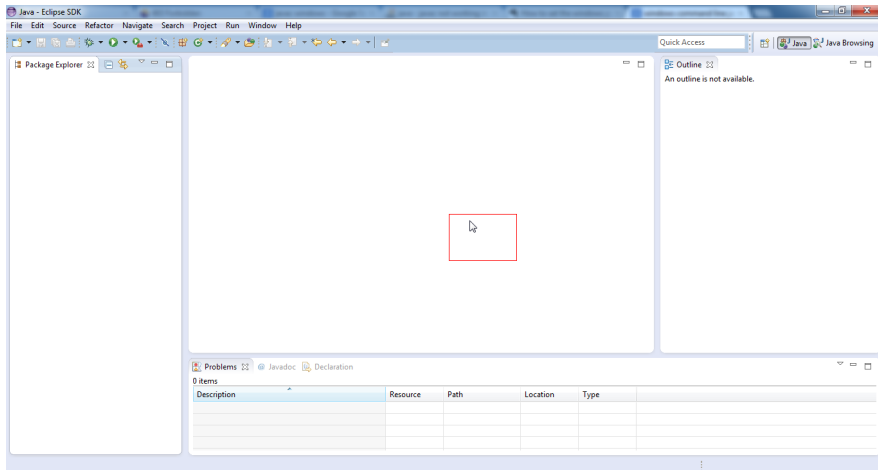 Java - Eclipse SDK
File Edit Source Refactor Navigate Search Project Run Window Help
Quick Access
Java
Java Browsing
Package Explorer
Outline
An outline is not available.
Problems @ Javadoc Declaration
0 items
Description Resource Path Location Type